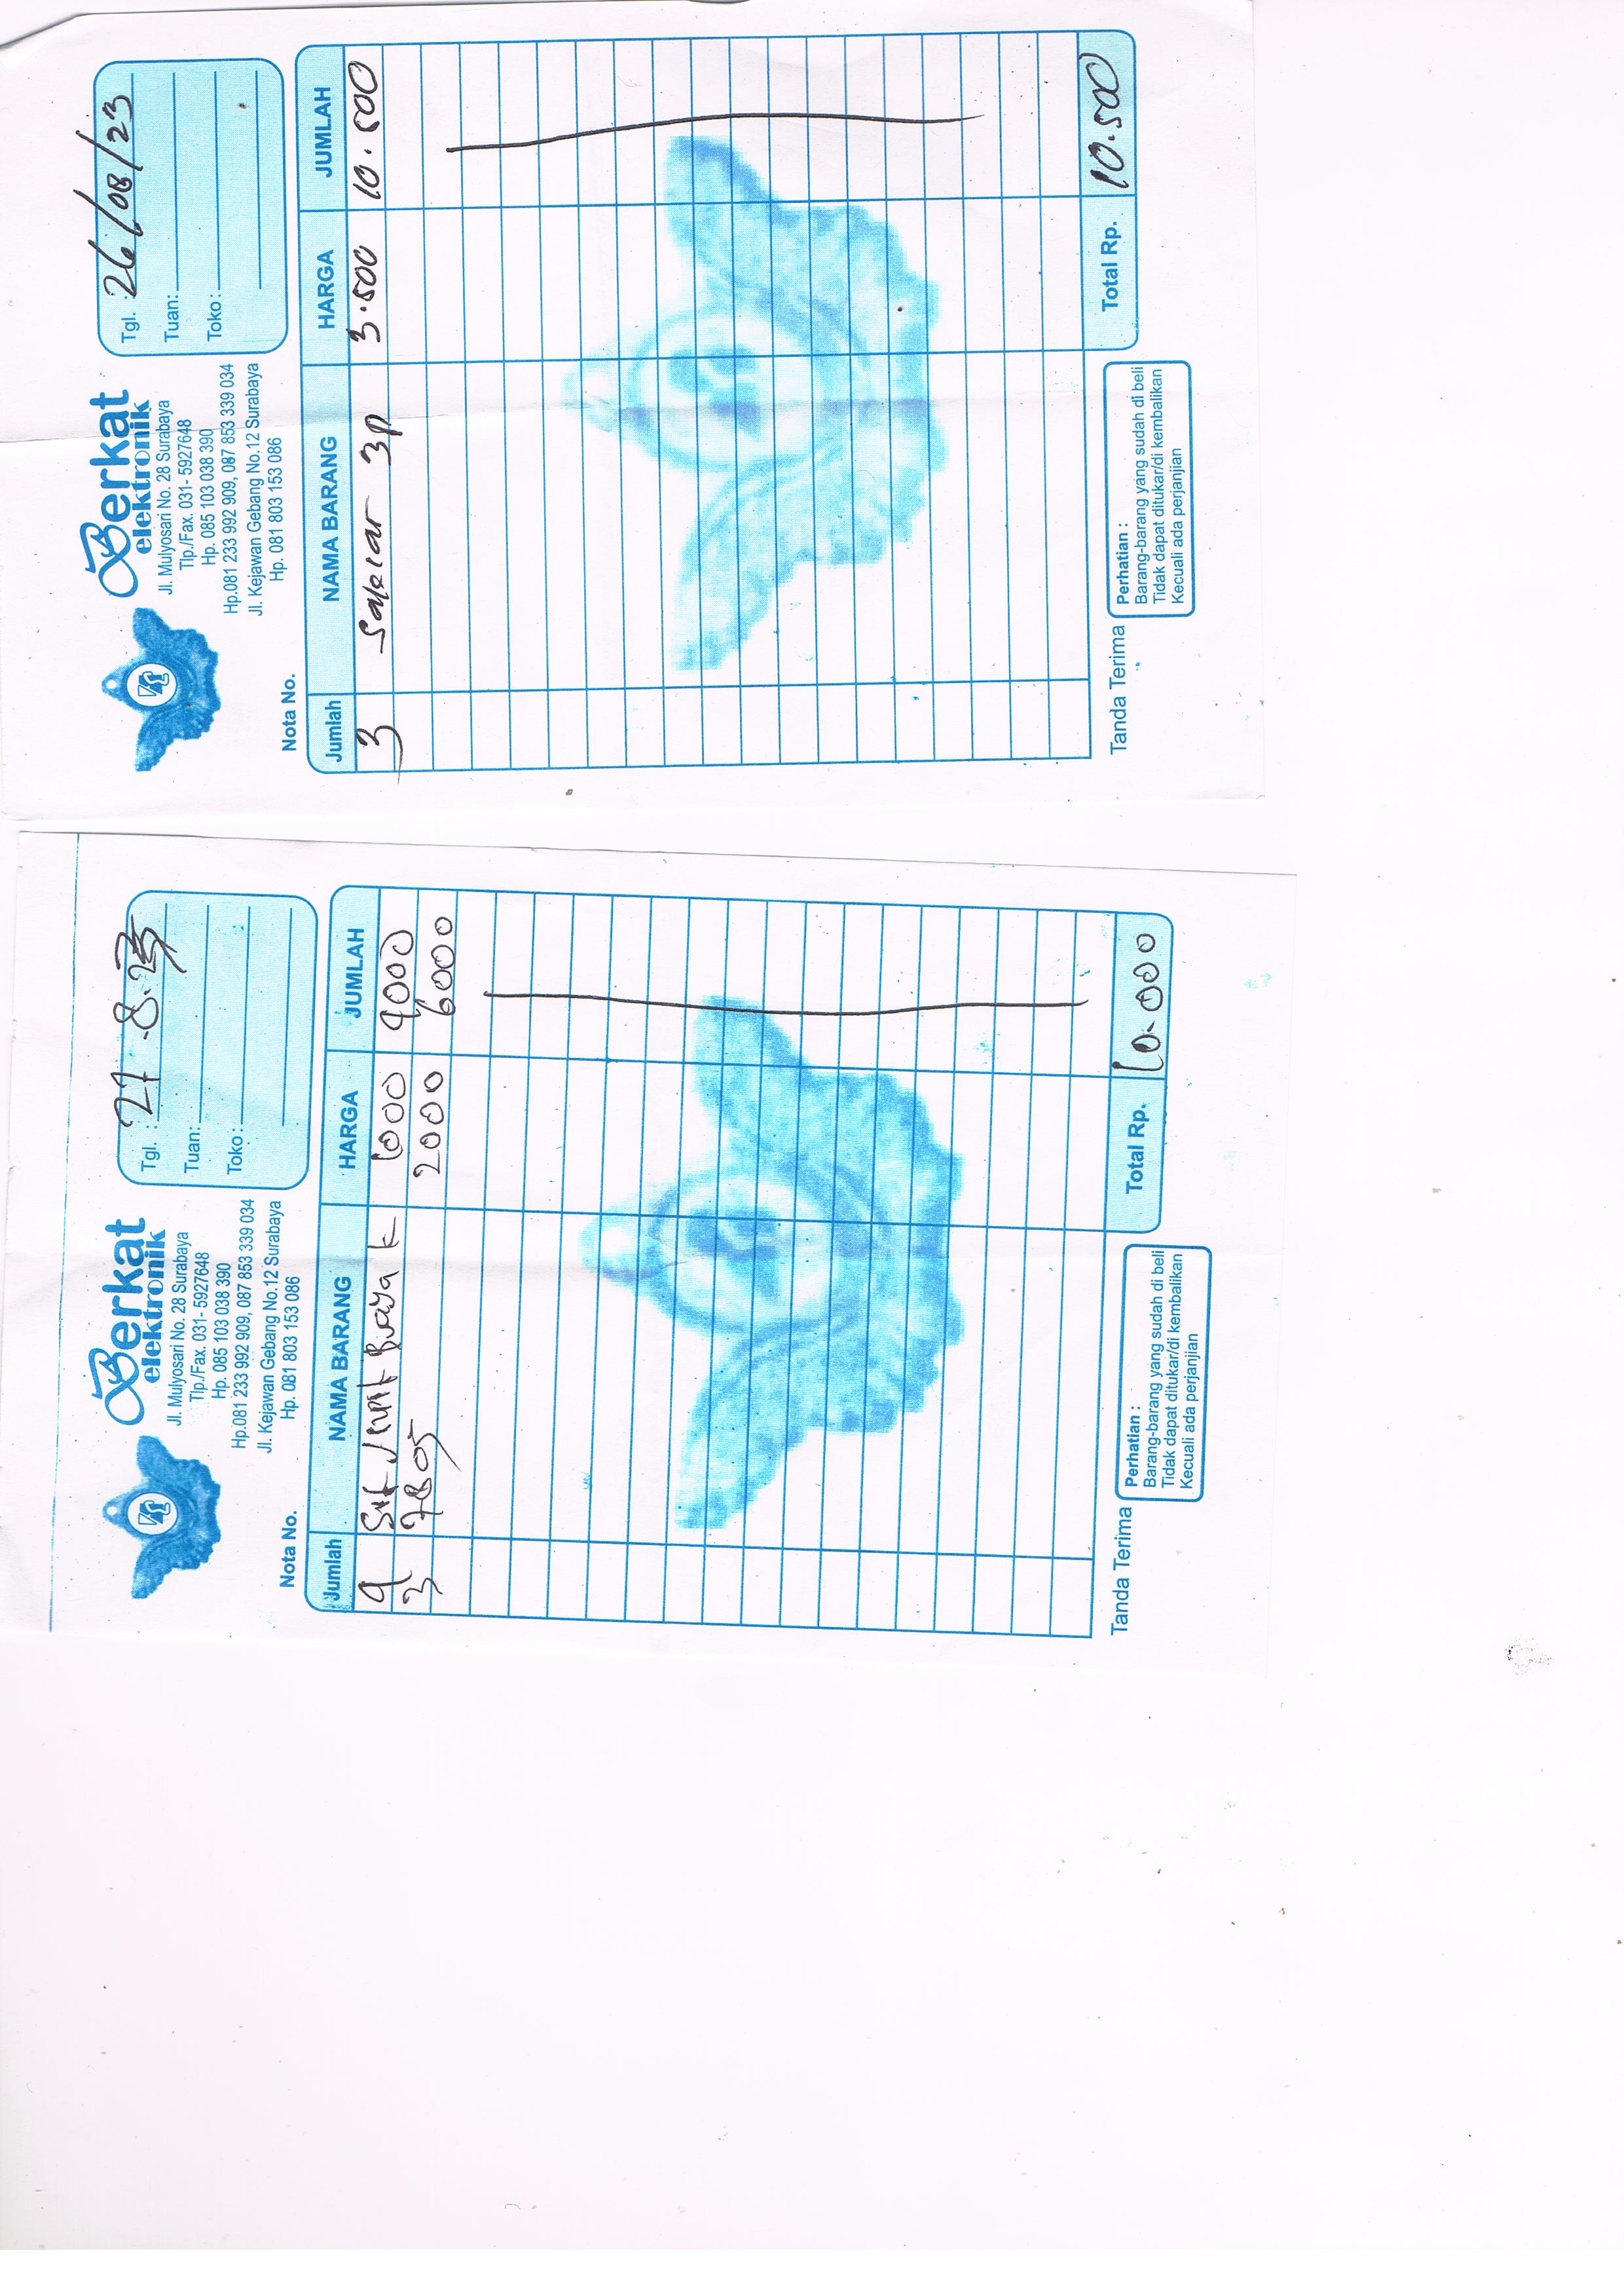 Berkat
elektronik
Jl. Mulyosari No. 28 Surabaya
Tlp./Fax. 031- 5927648
Hp. 085 103 038 390
Hp.081 233 992 909, 087 853 339 034
Jl. Kejawan Gebang No.12 Surabaya
Hp. 081 803 153 086
Tgl. : 27 - 8 - 23
Tuan:
Toko:
Nota No.
Jumlah NAMA BARANG HARGA JUMLAH
4 1000 4000
3 7805 2000 6000
Total Rp. 10.000
Tanda Terima
Perhatian :
Barang-barang yang sudah di beli
Tidak dapat ditukar/di kembalikan
Kecuali ada perjanjian
Berkat
elektronik
Jl. Mulyosari No. 28 Surabaya
Tlp./Fax. 031- 5927648
Hp. 085 103 038 390
Hp.081 233 992 909, 087 853 339 034
Jl. Kejawan Gebang No.12 Surabaya
Hp. 081 803 153 086
Tgl. : 26/08/23
Tuan:
Toko:
Nota No.
Jumlah NAMA BARANG HARGA JUMLAH
3 Saklar 3p 3.500 10.500
Total Rp. 10.500
Tanda Terima
Perhatian :
Barang-barang yang sudah di beli
Tidak dapat ditukar/di kembalikan
Kecuali ada perjanjian